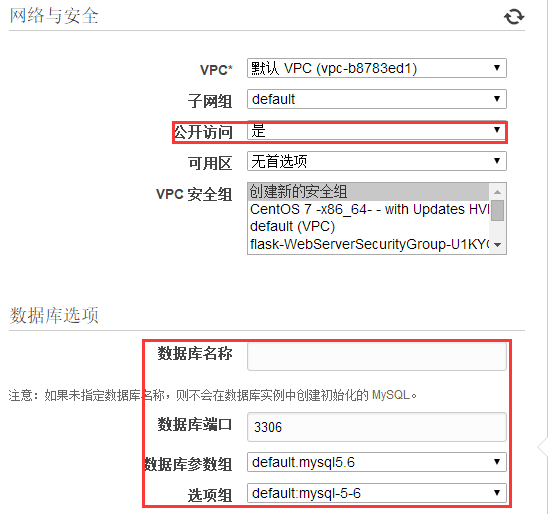 网络与安全
VPC* 默认 VPC (vpc-b8783ed1)
子网组 default
公开访问 是
可用区 无首选项
VPC 安全组 创建新的安全组
CentOS 7 -x86_64- - with Updates HVM
default (VPC)
flask-WebServerSecurityGroup-U1KYC
数据库选项
数据库名称
注意：如果未指定数据库名称，则不会在数据库实例中创建初始化的 MySQL。
数据库端口 3306
数据库参数组 default.mysql5.6
选项组 default:mysql-5-6